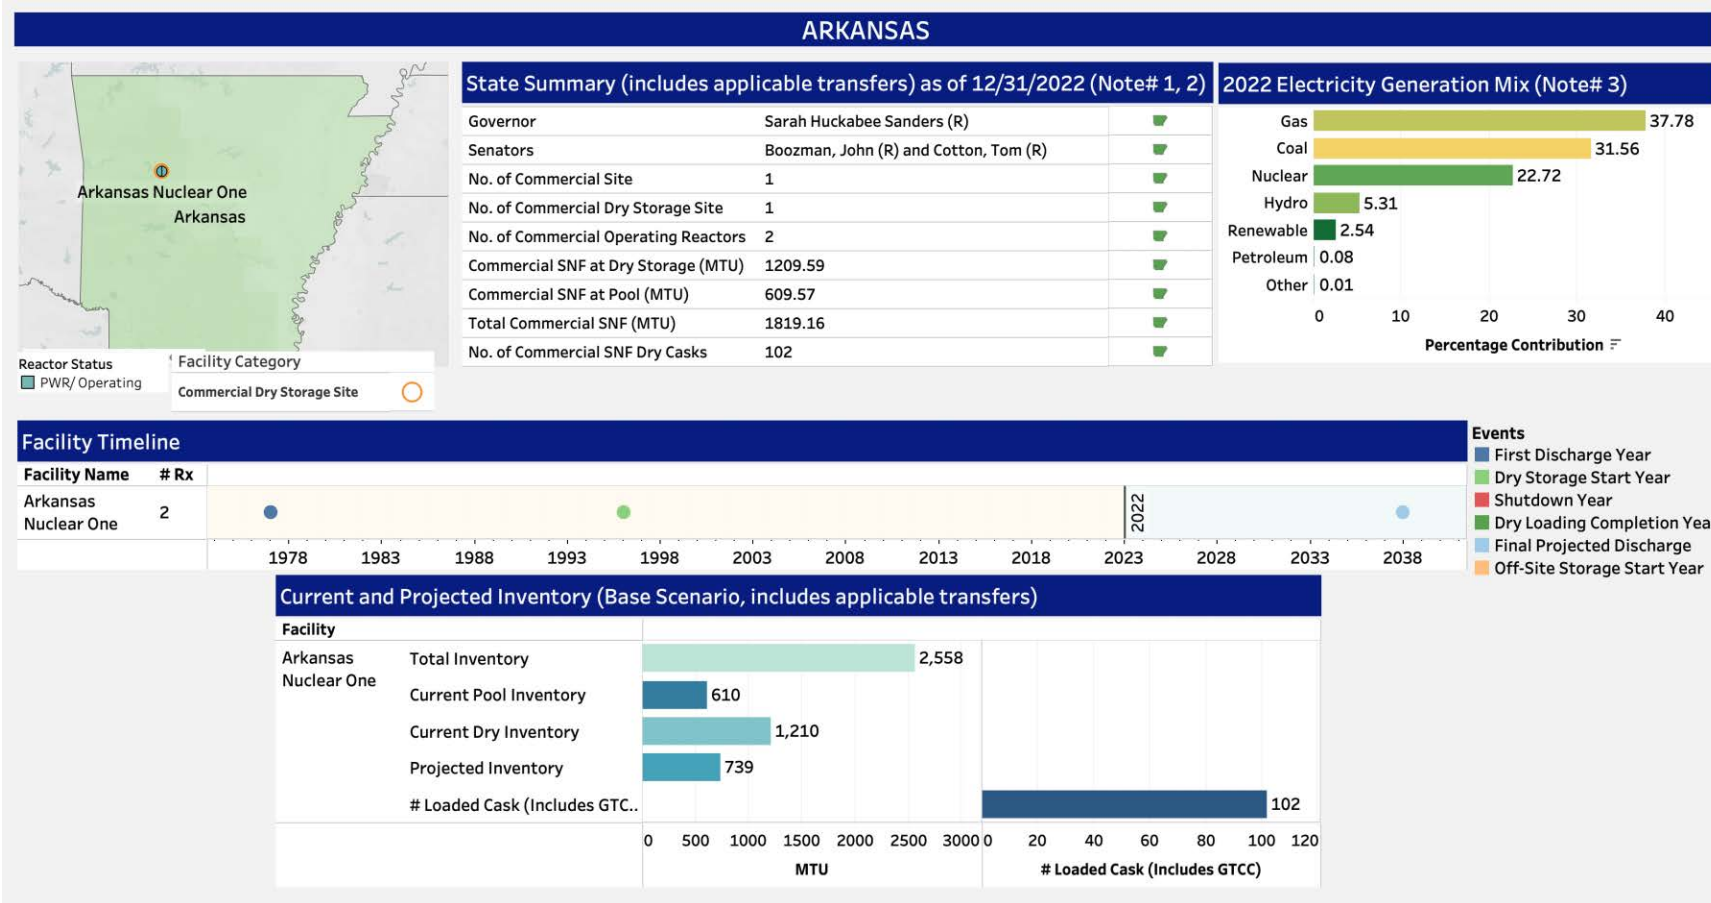 ARKANSAS
Arkansas Nuclear One
Arkansas
Reactor Status
PWR/ Operating
Facility Category
Commercial Dry Storage Site
State Summary (includes applicable transfers) as of 12/31/2022 (Note# 1, 2)
Governor Sarah Huckabee Sanders (R)
Senators Boozman, John (R) and Cotton, Tom (R)
No. of Commercial Site 1
No. of Commercial Dry Storage Site 1
No. of Commercial Operating Reactors 2
Commercial SNF at Dry Storage (MTU) 1209.59
Commercial SNF at Pool (MTU) 609.57
Total Commercial SNF (MTU) 1819.16
No. of Commercial SNF Dry Casks 102
2022 Electricity Generation Mix (Note# 3)
Gas 37.78
Coal 31.56
Nuclear 22.72
Hydro 5.31
Renewable 2.54
Petroleum 0.08
Other 0.01
0 10 20 30 40
Percentage Contribution
Facility Timeline
Facility Name # Rx
Arkansas
Nuclear One
2
2022
1978 1983 1988 1993 1998 2003 2008 2013 2018 2023 2028 2033 2038
Events
First Discharge Year
Dry Storage Start Year
Shutdown Year
Dry Loading Completion Yea
Final Projected Discharge
Off-Site Storage Start Year
Current and Projected Inventory (Base Scenario, includes applicable transfers)
Facility
Arkansas
Nuclear One
Total Inventory 2,558
Current Pool Inventory 610
Current Dry Inventory 1,210
Projected Inventory 739
# Loaded Cask (Includes GTC.. 102
0 500 1000 1500 2000 2500 3000 0 20 40 60 80 100 120
MTU # Loaded Cask (Includes GTCC)